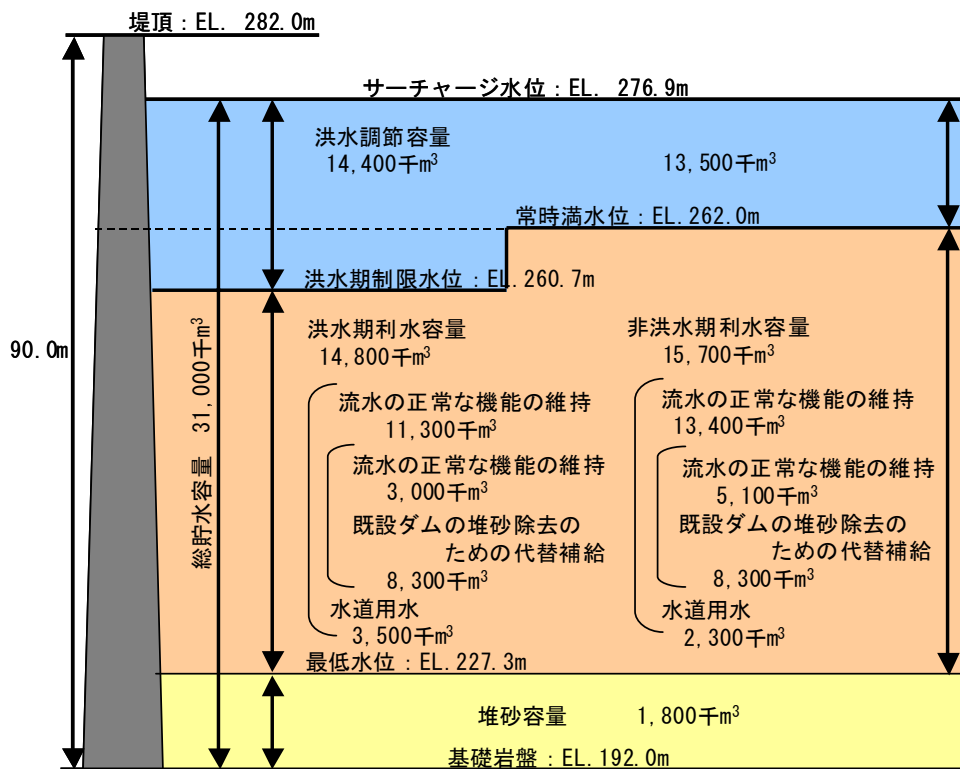 堤頂：EL. 282.0m
サーチャージ水位：EL. 276.9m
洪水調節容量
14,400千m³
13,500千m³
常時満水位：EL.262.0m
洪水期制限水位：EL.260.7m
90.0m
総貯水容量 31,000千m³
洪水期利水容量
14,800千m³
流水の正常な機能の維持
11,300千m³
流水の正常な機能の維持
3,000千m³
既設ダムの堆砂除去の
ための代替補給
8,300千m³
水道用水
3,500千m³
非洪水期利水容量
15,700千m³
流水の正常な機能の維持
13,400千m³
流水の正常な機能の維持
5,100千m³
既設ダムの堆砂除去の
ための代替補給
8,300千m³
水道用水
2,300千m³
最低水位：EL.227.3m
堆砂容量 1,800千m³
基礎岩盤：EL.192.0m